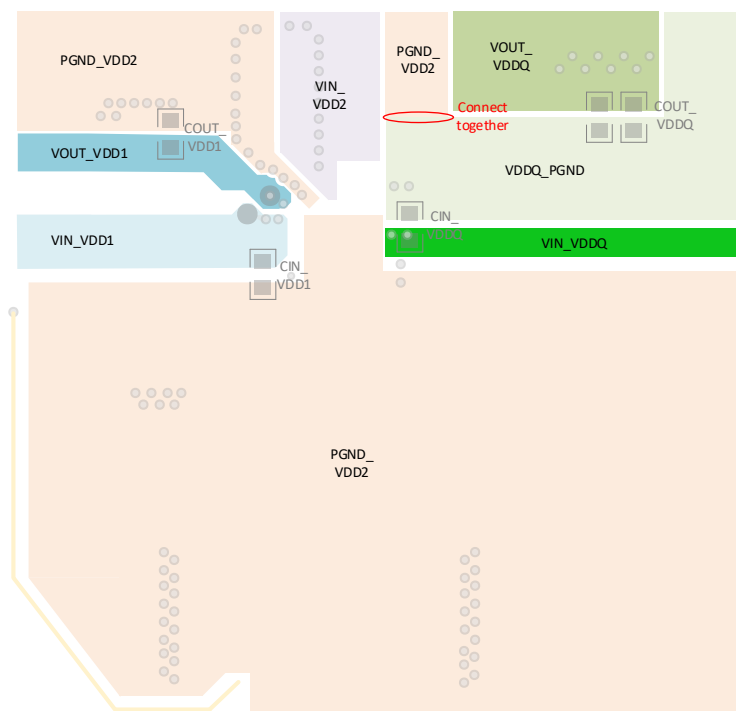 PGND_VDD2
VIN_
VDD2
PGND_
VDD2
VOUT_
VDDQ
Connect
together
COUT_
VDD1
COUT_
VDDQ
VOUT_VDD1
VDDQ_PGND
VIN_VDD1
CIN_
VDDQ
VIN_VDDQ
CIN_
VDD1
PGND_
VDD2